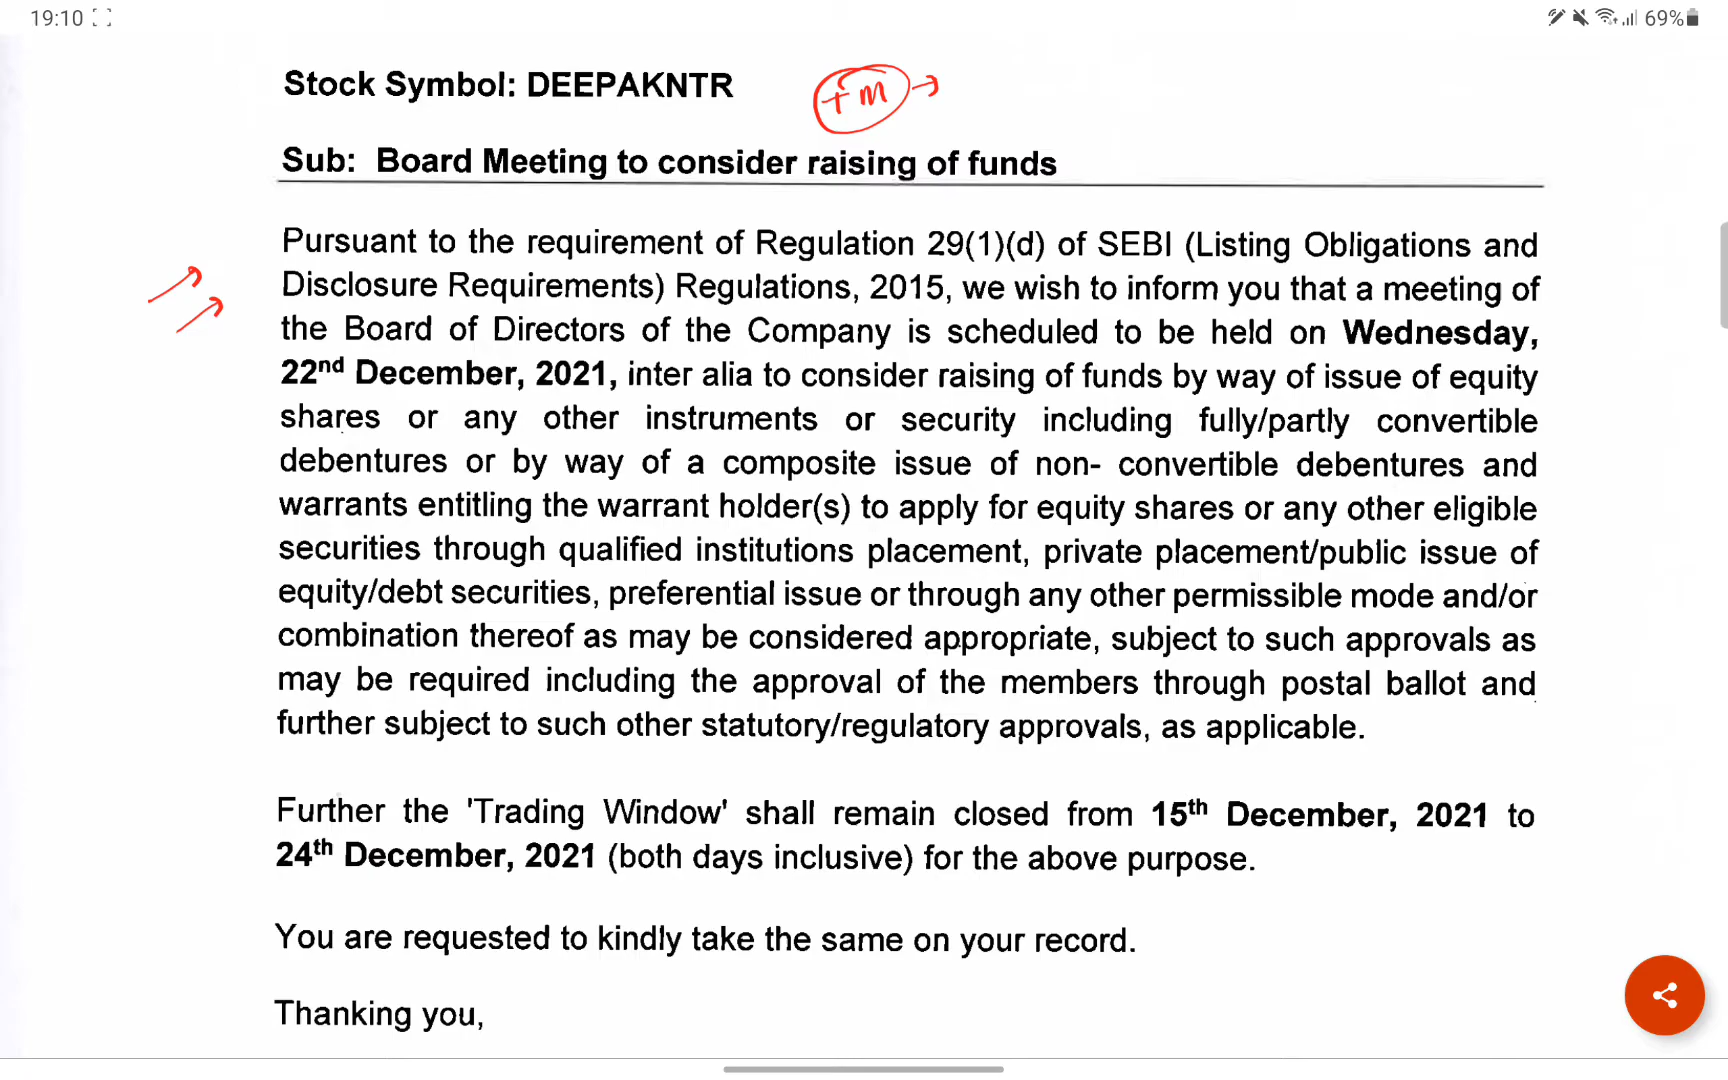 19:10
69%
Stock Symbol: DEEPAKNTR
+m
Sub: Board Meeting to consider raising of funds
Pursuant to the requirement of Regulation 29(1)(d) of SEBI (Listing Obligations and
Disclosure Requirements) Regulations, 2015, we wish to inform you that a meeting of
the Board of Directors of the Company is scheduled to be held on Wednesday,
22nd December, 2021, inter alia to consider raising of funds by way of issue of equity
shares or any other instruments or security including fully/partly convertible
debentures or by way of a composite issue of non- convertible debentures and
warrants entitling the warrant holder(s) to apply for equity shares or any other eligible
securities through qualified institutions placement, private placement/public issue of
equity/debt securities, preferential issue or through any other permissible mode and/or
combination thereof as may be considered appropriate, subject to such approvals as
may be required including the approval of the members through postal ballot and
further subject to such other statutory/regulatory approvals, as applicable.
Further the 'Trading Window' shall remain closed from 15th December, 2021 to
24th December, 2021 (both days inclusive) for the above purpose.
You are requested to kindly take the same on your record.
Thanking you,